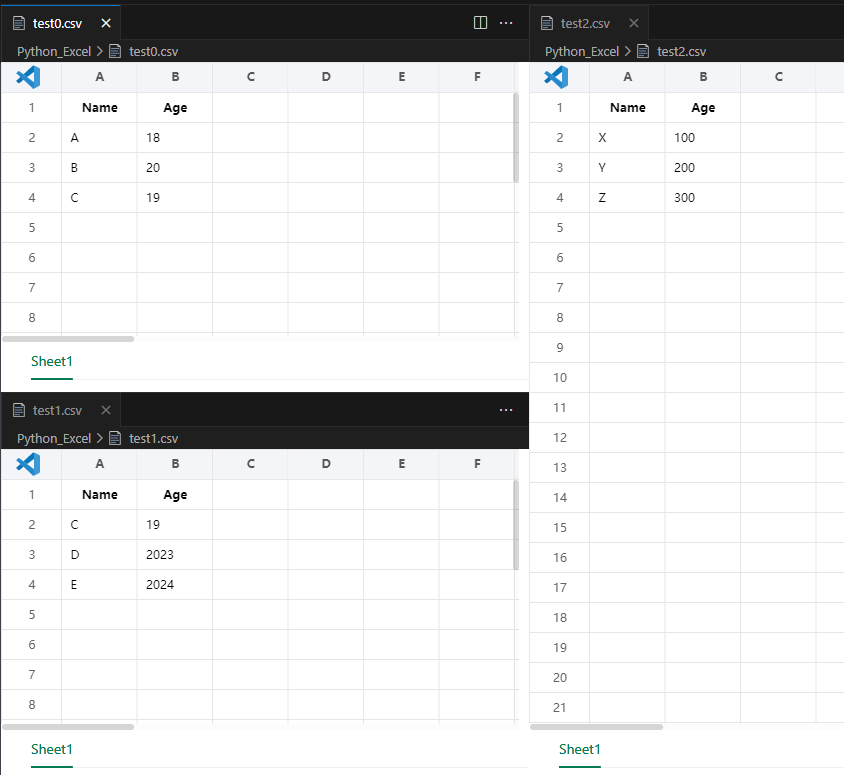 test0.csv
Python_Excel > test0.csv
A B C D E F
1 Name Age
2 A 18
3 B 20
4 C 19
5
6
7
8
Sheet1
test1.csv
Python_Excel > test1.csv
A B C D E F
1 Name Age
2 C 19
3 D 2023
4 E 2024
5
6
7
8
Sheet1
test2.csv
Python_Excel > test2.csv
A B C
1 Name Age
2 X 100
3 Y 200
4 Z 300
5
6
7
8
9
10
11
12
13
14
15
16
17
18
19
20
21
Sheet1